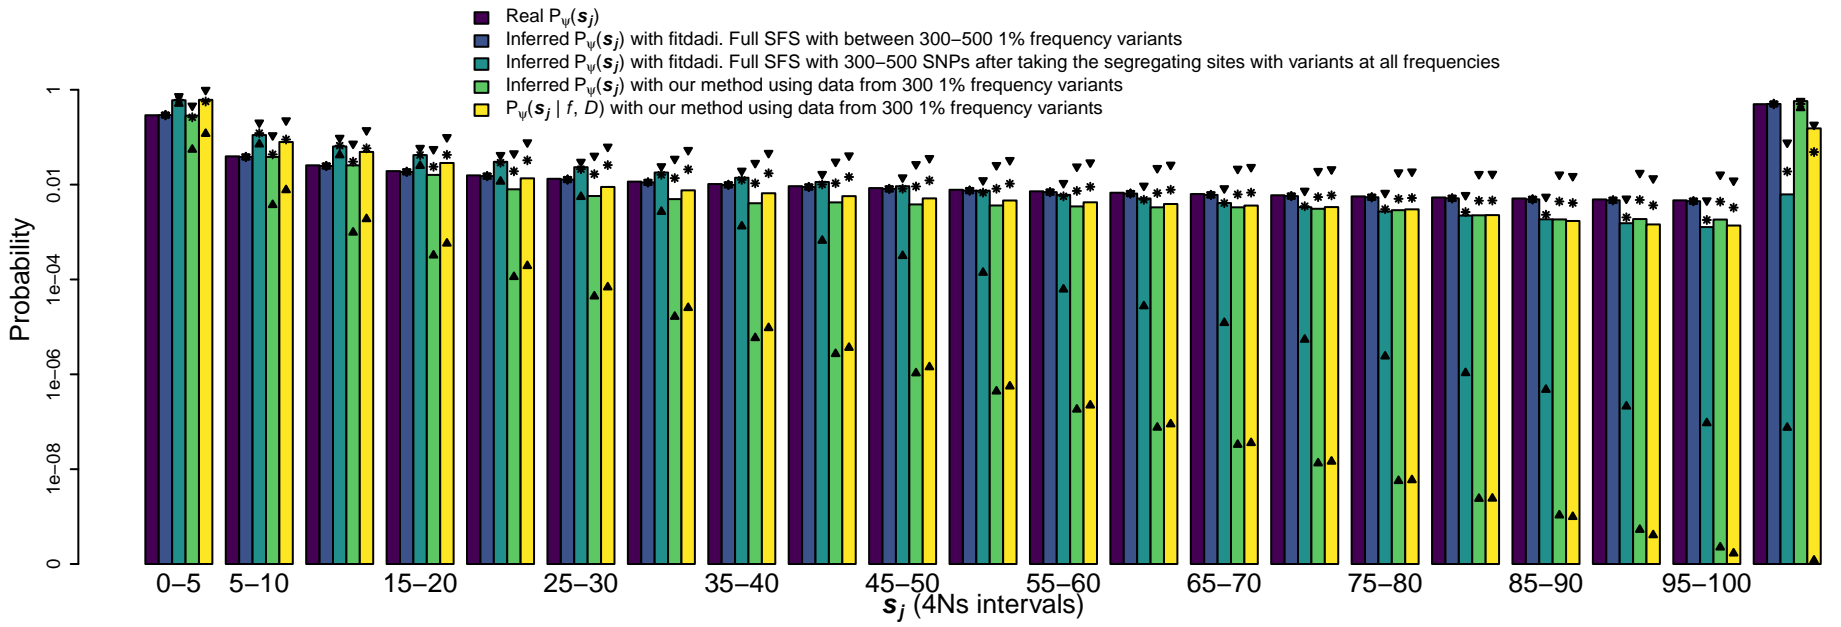 Real Pψ(sj)
Inferred Pψ(sj) with fitdadi. Full SFS with between 300−500 1% frequency variants
Inferred Pψ(sj) with fitdadi. Full SFS with 300−500 SNPs after taking the segregating sites with variants at all frequencies
Inferred Pψ(sj) with our method using data from 300 1% frequency variants
Pψ(sj | f, D) with our method using data from 300 1% frequency variants
Probability
1
0.01
1e−04
1e−06
1e−08
0
0−5 5−10 15−20 25−30 35−40 45−50 55−60 65−70 75−80 85−90 95−100
sj (4Ns intervals)